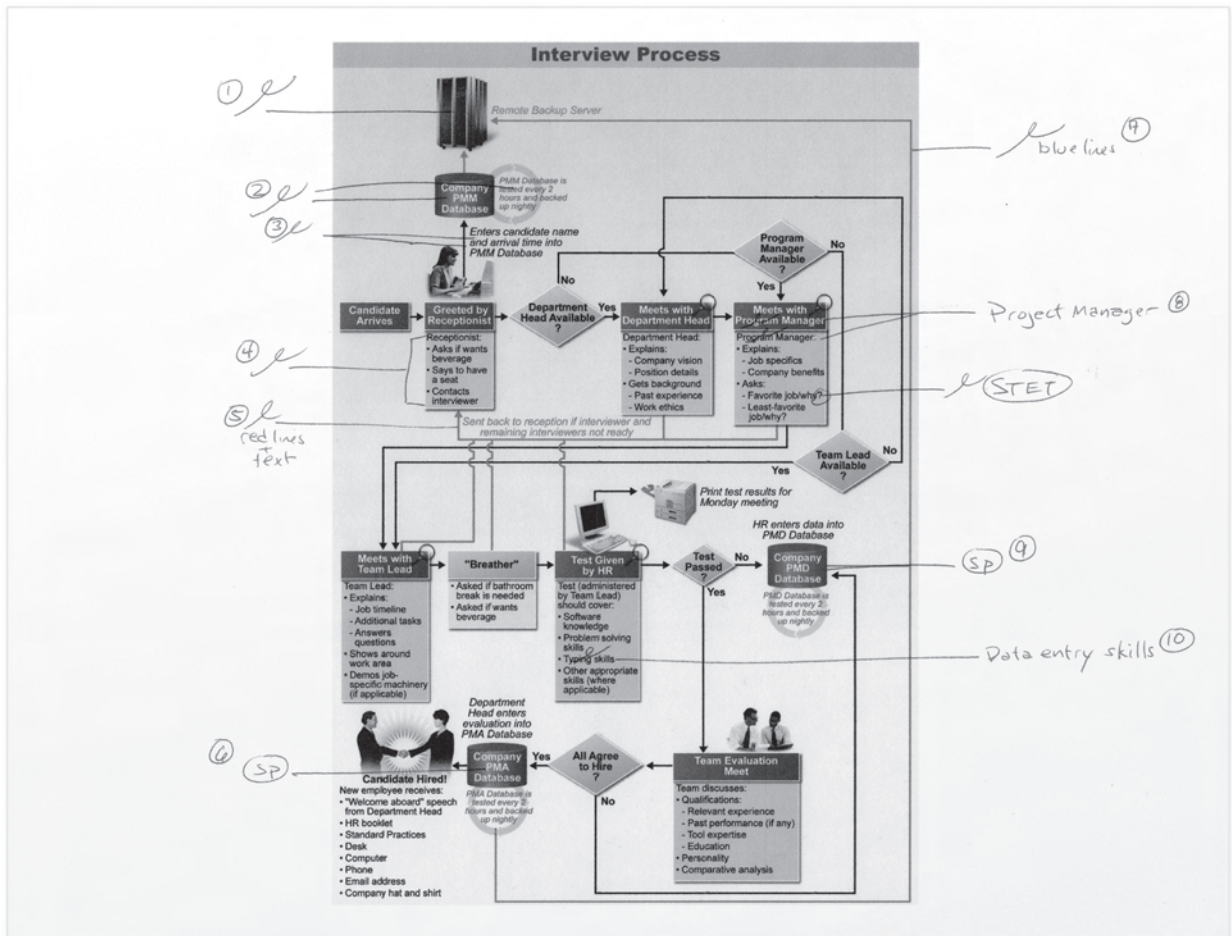 Interview Process
1
Remote Backup Server
7
blue lines
2
Company
PMM
Database
PMM Database is
tested every 2
hours and backed
up nightly
3
Enters candidate name
and arrival time into
PMM Database
Program
Manager
Available
?
No
Yes
No
Candidate
Arrives
Greeted by
Receptionist
Department
Head Available
?
Yes
Meets with
Department Head
Meets with
Program Manager
Project Manager 8
4
Receptionist:
• Asks if wants
beverage
• Says to have
a seat
• Contacts
interviewer
Department Head:
• Explains:
- Company vision
- Position details
• Gets background
- Past experience
- Work ethics
Program Manager:
• Explains:
- Job specifics
- Company benefits
• Asks:
- Favorite job/why?
- Least-favorite
job/why?
STET
5
red lines
+
text
Sent back to reception if interviewer and
remaining interviewers not ready
Yes
Team Lead
Available
?
No
Print test results for
Monday meeting
HR enters data into
PMD Database
Meets with
Team Lead
"Breather"
Test Given
by HR
Test
Passed
?
No
Yes
Company
PMD
Database
sp 9
PMD Database is
tested every 2
hours and backed
up nightly
Team Lead:
• Explains:
- Job timeline
- Additional tasks
- Answers
questions
• Shows around
work area
• Demos job-
specific machinery
(if applicable)
• Asked if bathroom
break is needed
• Asked if wants
beverage
Test (administered
by Team Lead)
should cover:
• Software
knowledge
• Problem solving
skills
• Typing skills
• Other appropriate
skills (where
applicable)
Data entry skills 10
Department
Head enters
evaluation into
PMA Database
6 sp
Candidate Hired!
New employee receives:
• "Welcome aboard" speech
from Department Head
• HR booklet
• Standard Practices
• Desk
• Computer
• Phone
• Email address
• Company hat and shirt
Company
PMA
Database
PMA Database is
tested every 2
hours and backed
up nightly
Yes
All Agree
to Hire
?
No
Team Evaluation
Meet
Team discusses:
• Qualifications:
- Relevant experience
- Past performance (if any)
- Tool expertise
- Education
• Personality
• Comparative analysis